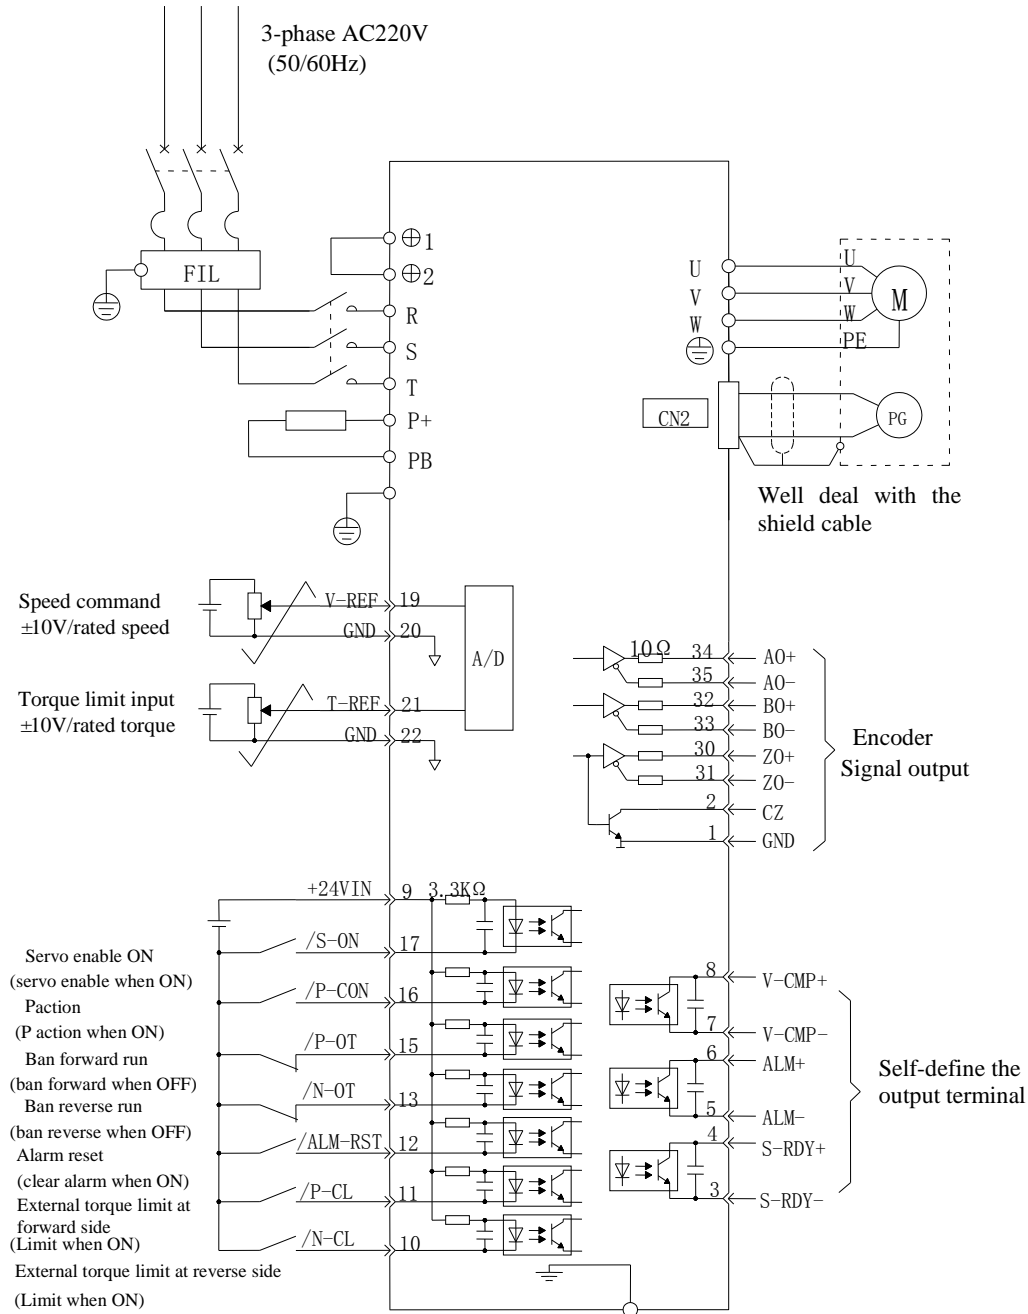 3-phase AC220V
(50/60Hz)
FIL
1
2
R
S
T
P+
PB
U
V
W
U
V
W
PE
M
CN2
PG
Well deal with the
shield cable
Speed command
±10V/rated speed
V-REF 19
GND 20
A/D
Torque limit input
±10V/rated torque
T-REF 21
GND 22
10Ω
34 AO+
35 AO-
32 BO+
33 BO-
30 ZO+
31 ZO-
2 CZ
1 GND
Encoder
Signal output
+24VIN 9 3.3KΩ
/S-ON 17
Servo enable ON
(servo enable when ON)
/P-CON 16
Paction
(P action when ON)
/P-OT 15
Ban forward run
(ban forward when OFF)
/N-OT 13
Ban reverse run
(ban reverse when OFF)
/ALM-RST 12
Alarm reset
(clear alarm when ON)
/P-CL 11
External torque limit at
forward side
(Limit when ON)
/N-CL 10
External torque limit at reverse side
(Limit when ON)
8 V-CMP+
7 V-CMP-
6 ALM+
5 ALM-
4 S-RDY+
3 S-RDY-
Self-define the
output terminal